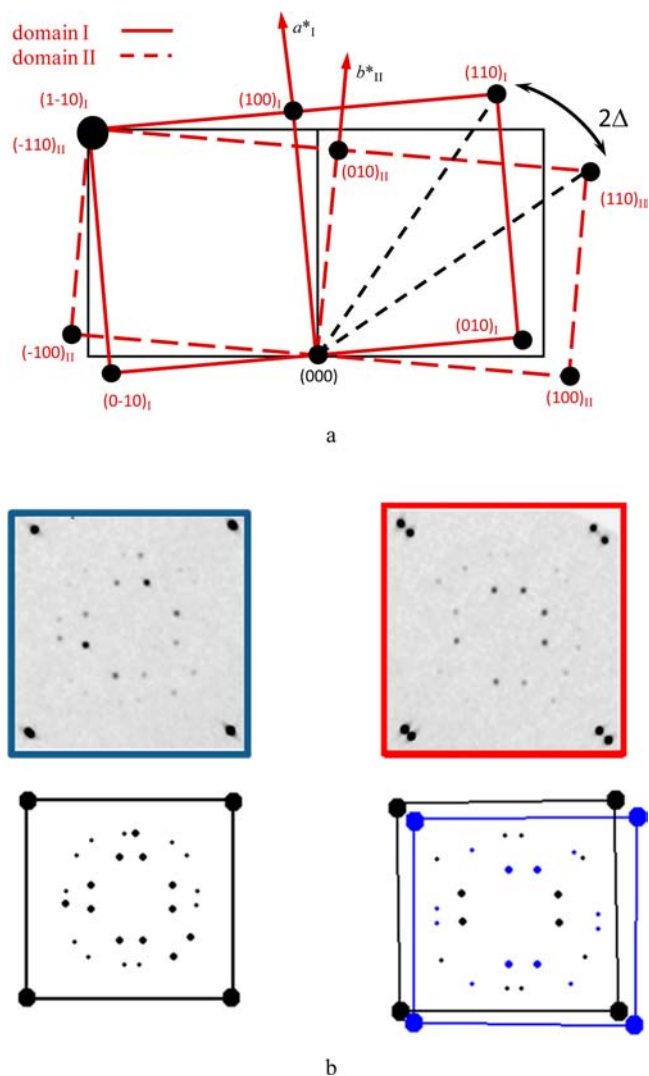 domain I
domain II
a*I
b*II
(1-10)I
(100)I
(110)I
2Δ
(-110)II
(010)II
(110)II
(-100)II
(010)I
(000)
(0-10)I
(100)II
a
b